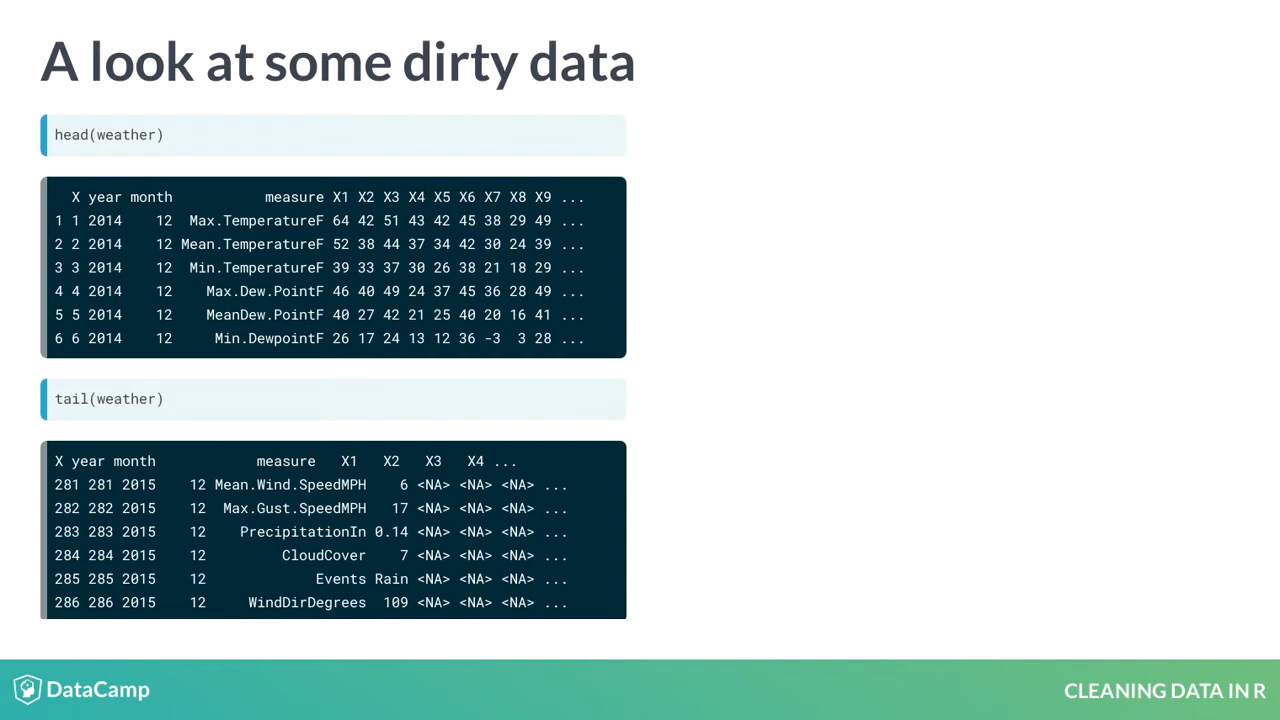 A look at some dirty data
head(weather)
  X year month           measure X1 X2 X3 X4 X5 X6 X7 X8 X9 ...
1 1 2014    12  Max.TemperatureF 64 42 51 43 42 45 38 29 49 ...
2 2 2014    12 Mean.TemperatureF 52 38 44 37 34 42 30 24 39 ...
3 3 2014    12  Min.TemperatureF 39 33 37 30 26 38 21 18 29 ...
4 4 2014    12    Max.Dew.PointF 46 40 49 24 37 45 36 28 49 ...
5 5 2014    12    MeanDew.PointF 40 27 42 21 25 40 20 16 41 ...
6 6 2014    12     Min.DewpointF 26 17 24 13 12 36 -3  3 28 ...
tail(weather)
X year month            measure   X1   X2   X3   X4 ...
281 281 2015    12 Mean.Wind.SpeedMPH    6 <NA> <NA> <NA> ...
282 282 2015    12  Max.Gust.SpeedMPH   17 <NA> <NA> <NA> ...
283 283 2015    12    PrecipitationIn 0.14 <NA> <NA> <NA> ...
284 284 2015    12         CloudCover    7 <NA> <NA> <NA> ...
285 285 2015    12             Events Rain <NA> <NA> <NA> ...
286 286 2015    12     WindDirDegrees  109 <NA> <NA> <NA> ...
DataCamp
CLEANING DATA IN R